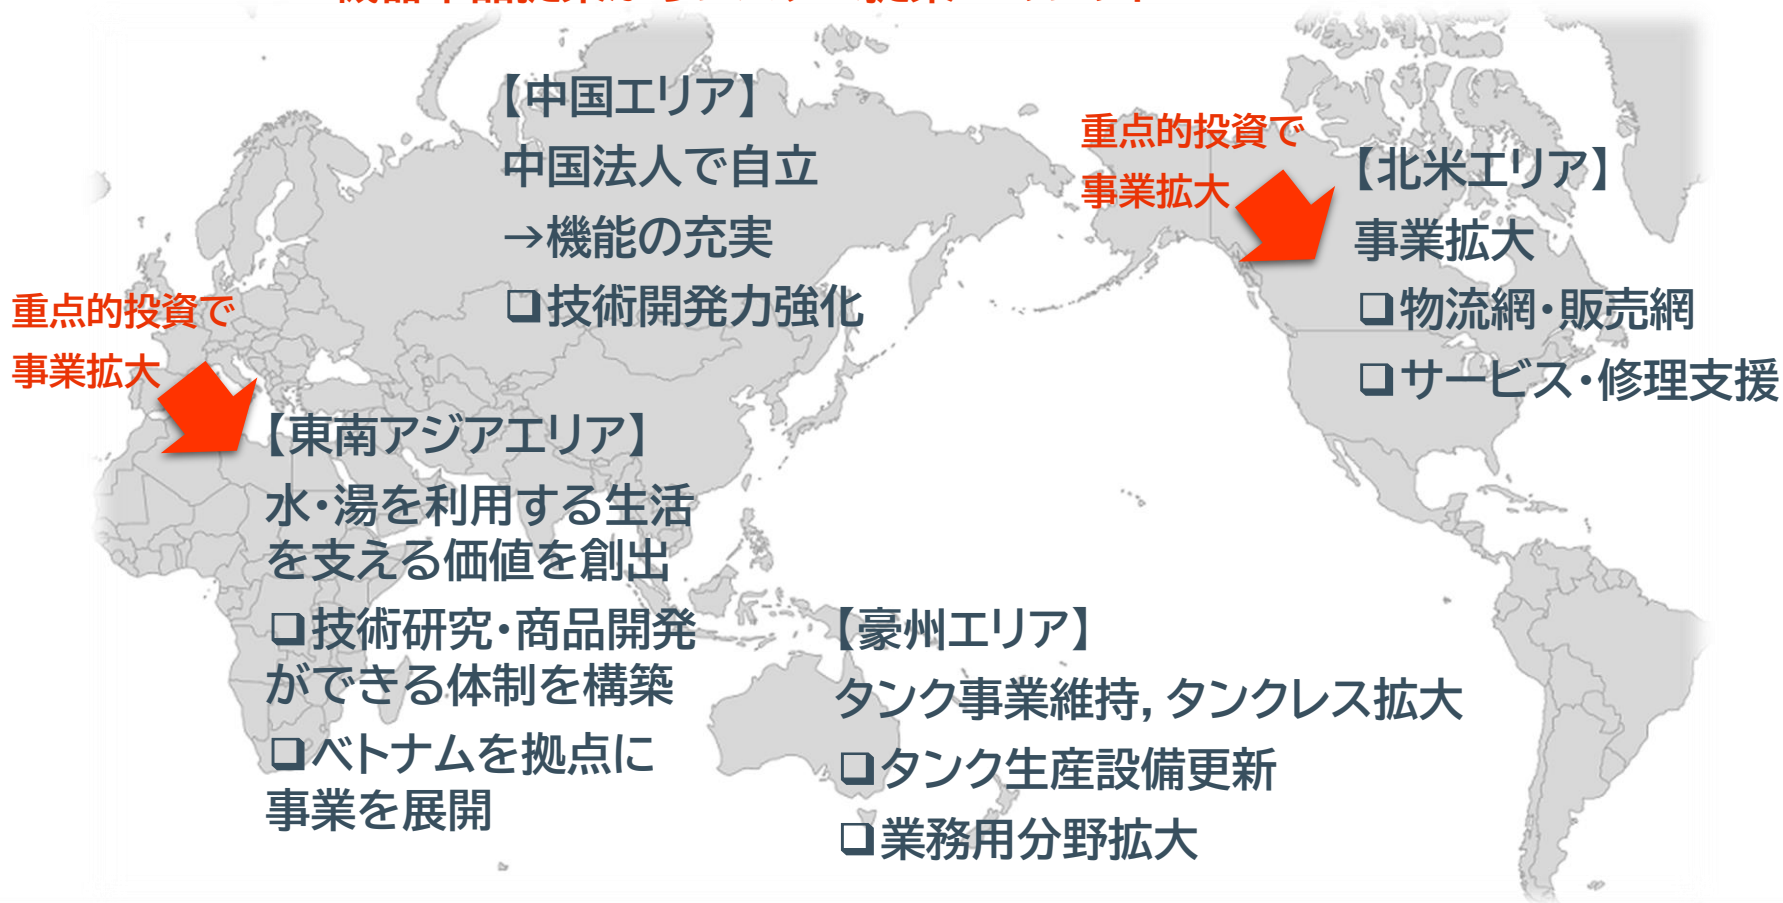 【中国エリア】
中国法人で自立
→機能の充実
❑技術開発力強化
重点的投資で
事業拡大
【北米エリア】
事業拡大
❑物流網・販売網
❑サービス・修理支援
重点的投資で
事業拡大
【東南アジアエリア】
水・湯を利用する生活
を支える価値を創出
❑技術研究・商品開発
ができる体制を構築
❑ベトナムを拠点に
事業を展開
【豪州エリア】
タンク事業維持，タンクレス拡大
❑タンク生産設備更新
❑業務用分野拡大